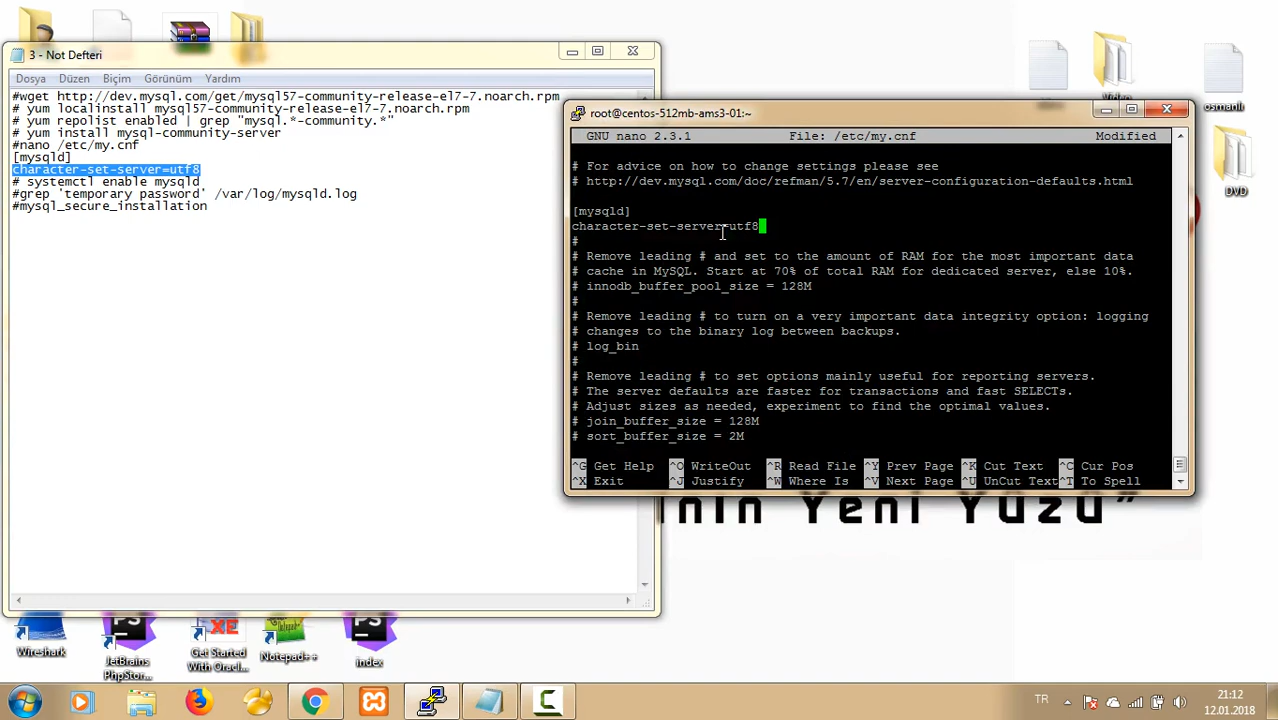 3 - Not Defteri
Dosya Düzen Biçim Görünüm Yardım
#wget http://dev.mysql.com/get/mysql57-community-release-el7-7.noarch.rpm
# yum localinstall mysql57-community-release-el7-7.noarch.rpm
# yum repolist enabled | grep "mysql.*-community.*"
# yum install mysql-community-server
#nano /etc/my.cnf
[mysqld]
character-set-server=utf8
# systemctl enable mysqld
#grep 'temporary password' /var/log/mysqld.log
#mysql_secure_installation
root@centos-512mb-ams3-01:~
GNU nano 2.3.1 File: /etc/my.cnf Modified
# For advice on how to change settings please see
# http://dev.mysql.com/doc/refman/5.7/en/server-configuration-defaults.html
[mysqld]
character-set-server=utf8
#
# Remove leading # and set to the amount of RAM for the most important data
# cache in MySQL. Start at 70% of total RAM for dedicated server, else 10%.
# innodb_buffer_pool_size = 128M
#
# Remove leading # to turn on a very important data integrity option: logging
# changes to the binary log between backups.
# log_bin
#
# Remove leading # to set options mainly useful for reporting servers.
# The server defaults are faster for transactions and fast SELECTs.
# Adjust sizes as needed, experiment to find the optimal values.
# join_buffer_size = 128M
# sort_buffer_size = 2M
^G Get Help ^O WriteOut ^R Read File ^Y Prev Page ^K Cut Text ^C Cur Pos
^X Exit ^J Justify ^W Where Is ^V Next Page ^U UnCut Text ^T To Spell
osmanlı
DVD
Yeni Yüzü"
Wireshark
JetBrains
PhpStor...
Get Started
With Oracl...
Notepad++
index
TR
21:12
12.01.2018